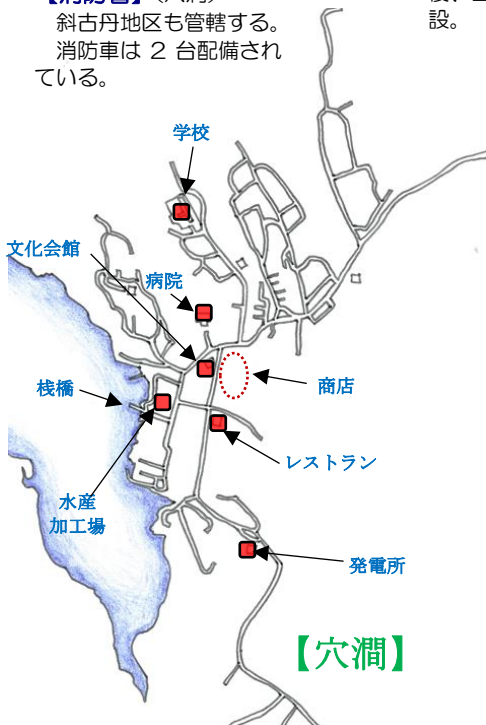 斜古丹地区も管轄する。
消防車は 2 台配備され
ている。
設。
学校
文化会館
病院
桟橋
商店
レストラン
水産
加工場
発電所
【穴澗】